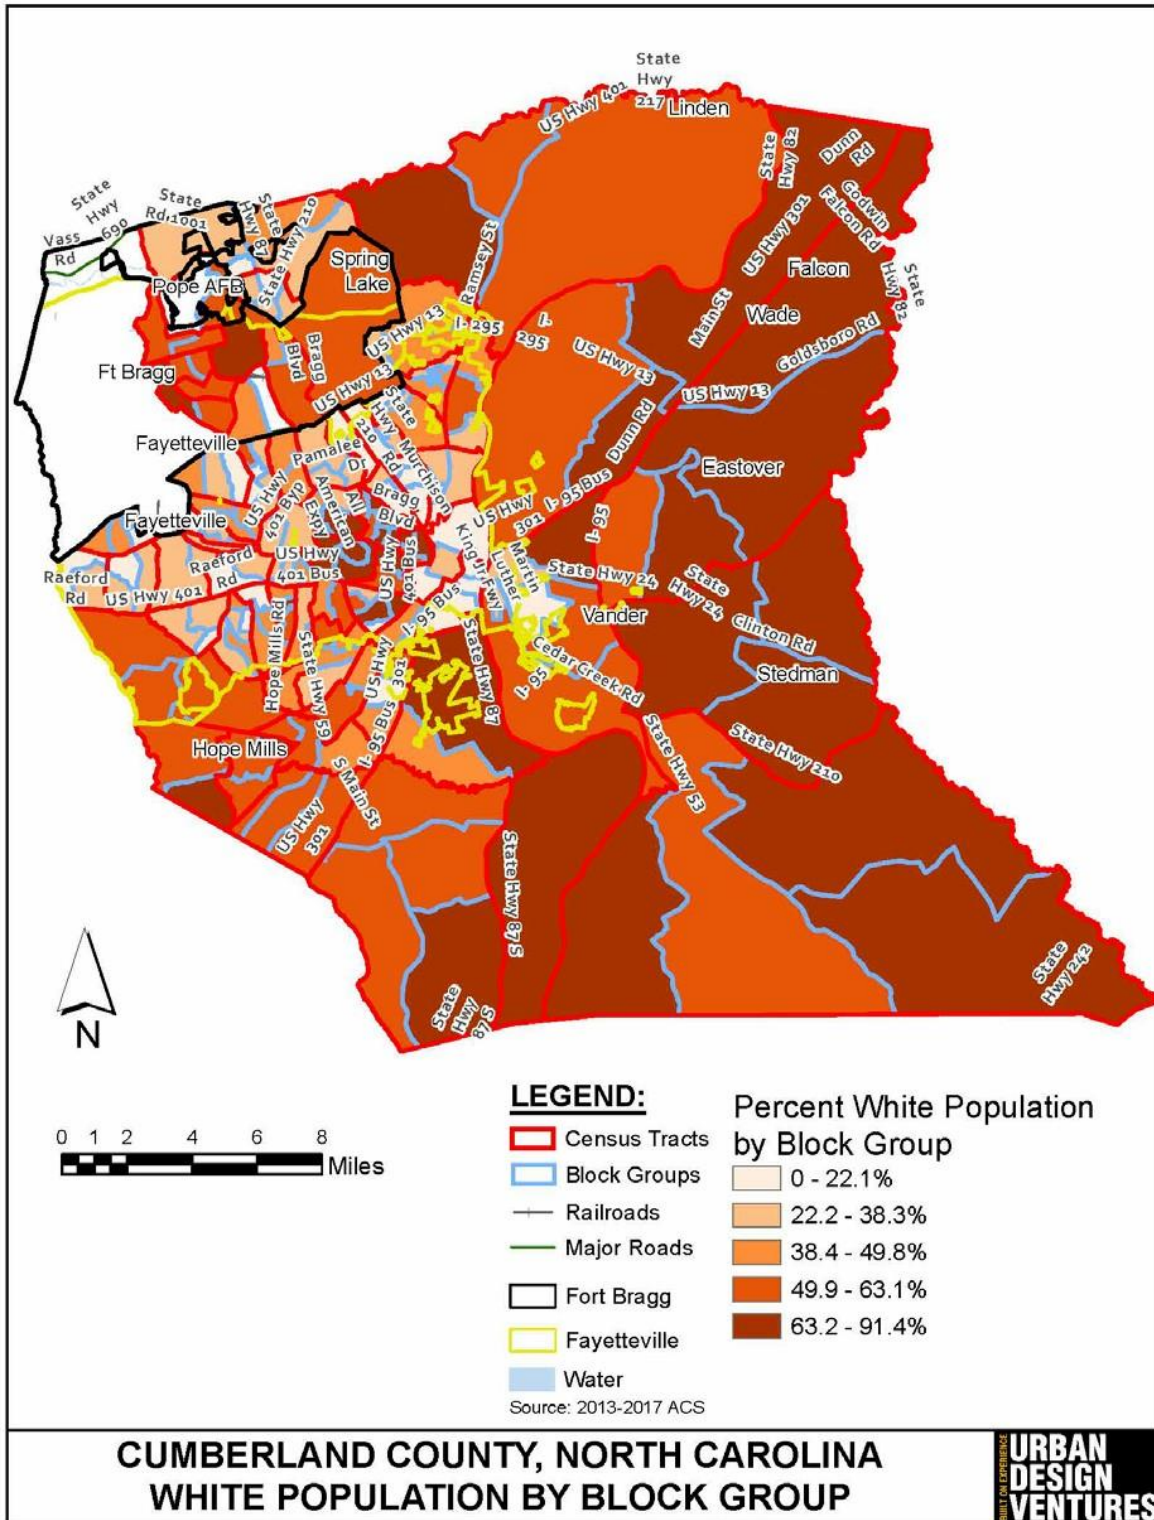 State
Hwy
217
US Hwy 401
Linden
State
Hwy 82
Dunn
Rd
Godwin
Falcon Rd
US Hwy 301
Falcon
State
Hwy 82
Main St
Wade
Goldsboro Rd
US Hwy 13
State
Hwy
690
Vass
Rd
State
Rd 1001
State
Hwy 87
State Hwy 210
Pope AFB
Spring
Lake
Ramsey St
US Hwy 13
I- 295
I-
295
US Hwy 13
Bragg
Blvd
Ft Bragg
US Hwy 13
State
Hwy
210
Murchison
Rd
Dunn Rd
Fayetteville
Pamalee
Dr
Eastover
US Hwy
401 Byp
All
American
Expy
Bragg
Blvd
US Hwy
301
I- 95 Bus
I- 95
Fayetteville
Raeford
Rd
US Hwy
401 Bus
US Hwy
401 Bus
Martin
Luther
King Jr Fwy
State Hwy 24
State
Hwy 24
Raeford
Rd
US Hwy 401
I- 95 Bus
Vander
Clinton Rd
Hope Mills Rd
State Hwy 59
US Hwy
301
State Hwy 87
Cedar Creek Rd
I- 95
Stedman
Hope Mills
I- 95 Bus
S Main St
State Hwy 53
State Hwy 210
US Hwy
301
State Hwy 87 S
State
Hwy 242
State
Hwy
87 S
N
0 1 2 4 6 8
Miles
LEGEND:
Census Tracts
Block Groups
Railroads
Major Roads
Fort Bragg
Fayetteville
Water
Source: 2013-2017 ACS
Percent White Population
by Block Group
0 - 22.1%
22.2 - 38.3%
38.4 - 49.8%
49.9 - 63.1%
63.2 - 91.4%
CUMBERLAND COUNTY, NORTH CAROLINA
WHITE POPULATION BY BLOCK GROUP
BUILT ON EXPERIENCE
URBAN
DESIGN
VENTURES